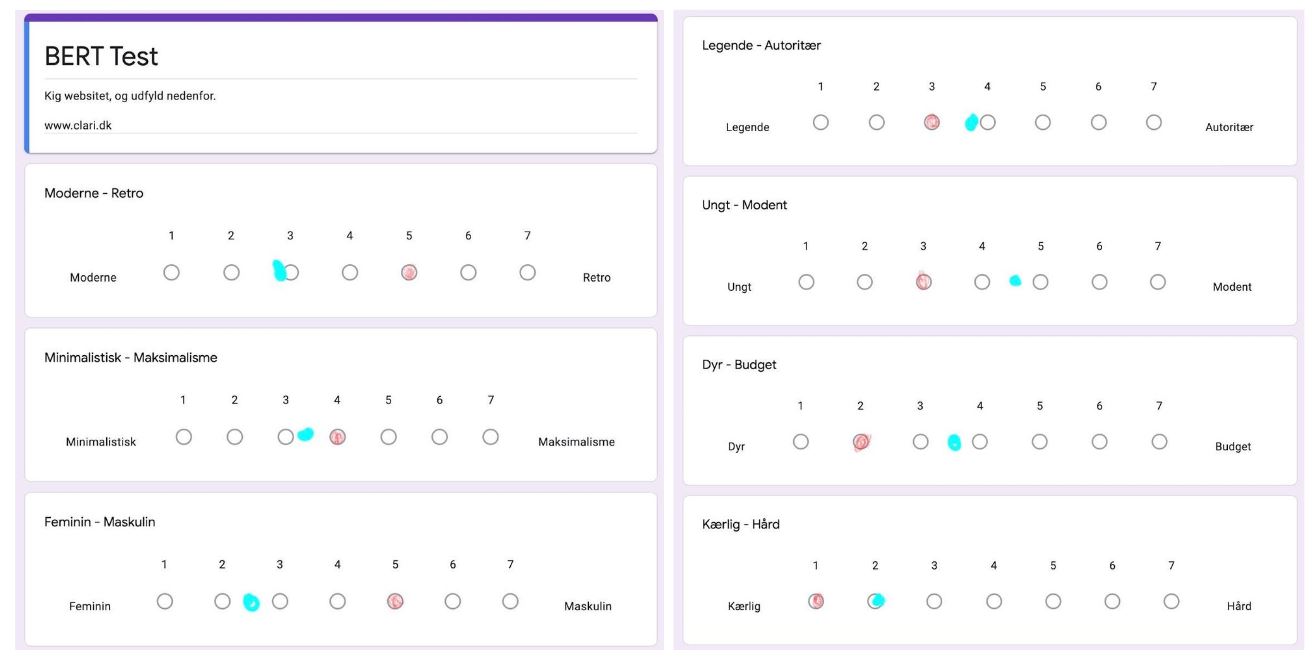 BERT Test
Kig websitet, og udfyld nedenfor.
www.clari.dk
Moderne - Retro
1 2 3 4 5 6 7
Moderne Retro
Minimalistisk - Maksimalisme
1 2 3 4 5 6 7
Minimalistisk Maksimalisme
Feminin - Maskulin
1 2 3 4 5 6 7
Feminin Maskulin
Legende - Autoritær
1 2 3 4 5 6 7
Legende Autoritær
Ungt - Modent
1 2 3 4 5 6 7
Ungt Modent
Dyr - Budget
1 2 3 4 5 6 7
Dyr Budget
Kærlig - Hård
1 2 3 4 5 6 7
Kærlig Hård